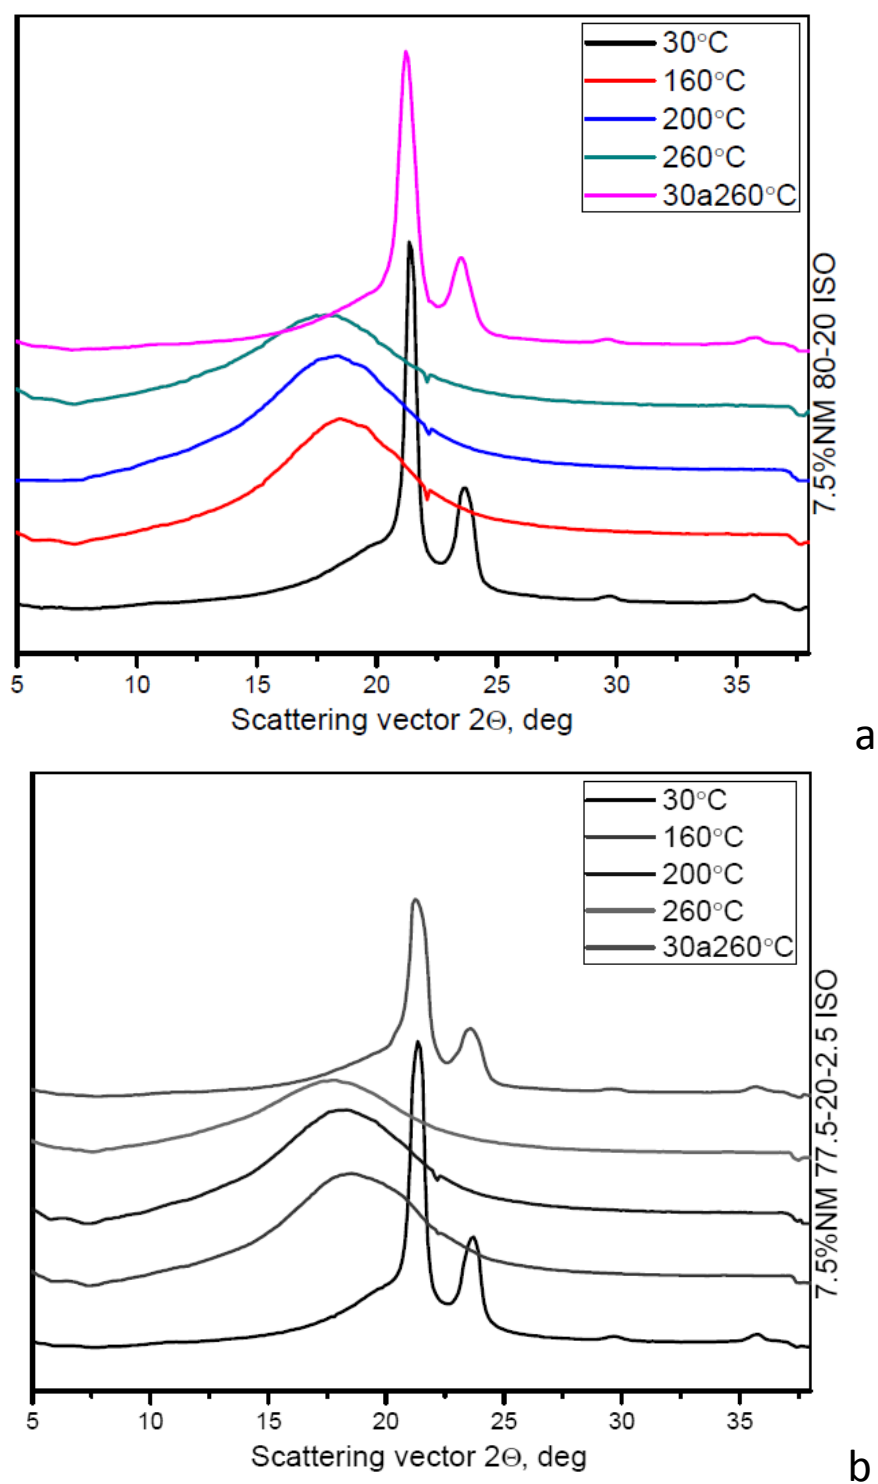 30°C
160°C
200°C
260°C
30a260°C
7.5%NM 80-20 ISO
5 10 15 20 25 30 35
Scattering vector 2Θ, deg
a
30°C
160°C
200°C
260°C
30a260°C
7.5%NM 77.5-20-2.5 ISO
5 10 15 20 25 30 35
Scattering vector 2Θ, deg
b